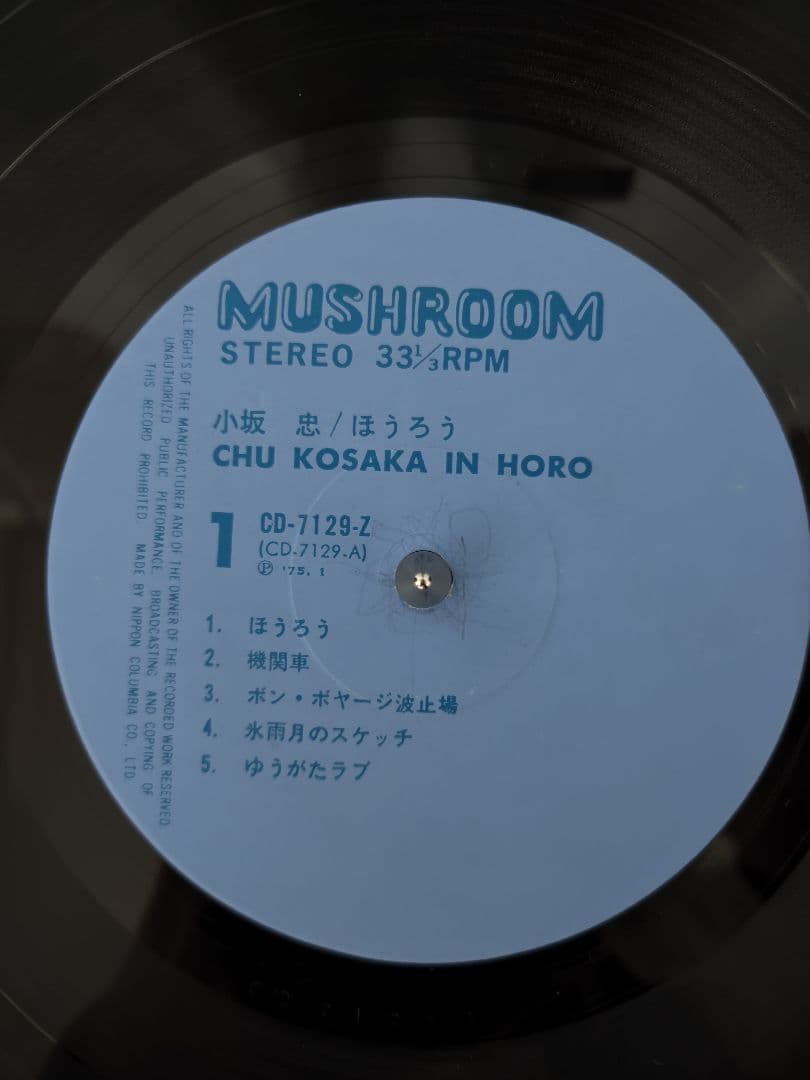 MUSHROOM
STEREO 33⅓RPM
小坂 忠/ほうろう
CHU KOSAKA IN HORO
1
CD-7129-Z
(CD-7129-A)
Ⓟ '75.1
1. ほうろう
2. 機関車
3. ボン・ボヤージ波止場
4. 氷雨月のスケッチ
5. ゆうがたラブ
ALL RIGHTS OF THE MANUFACTURER AND OF THE OWNER OF THE RECORDED WORK RESERVED
UNAUTHORIZED PUBLIC PERFORMANCE, BROADCASTING AND COPYING OF
THIS RECORD PROHIBITED MADE BY NIPPON COLUMBIA CO., LTD.